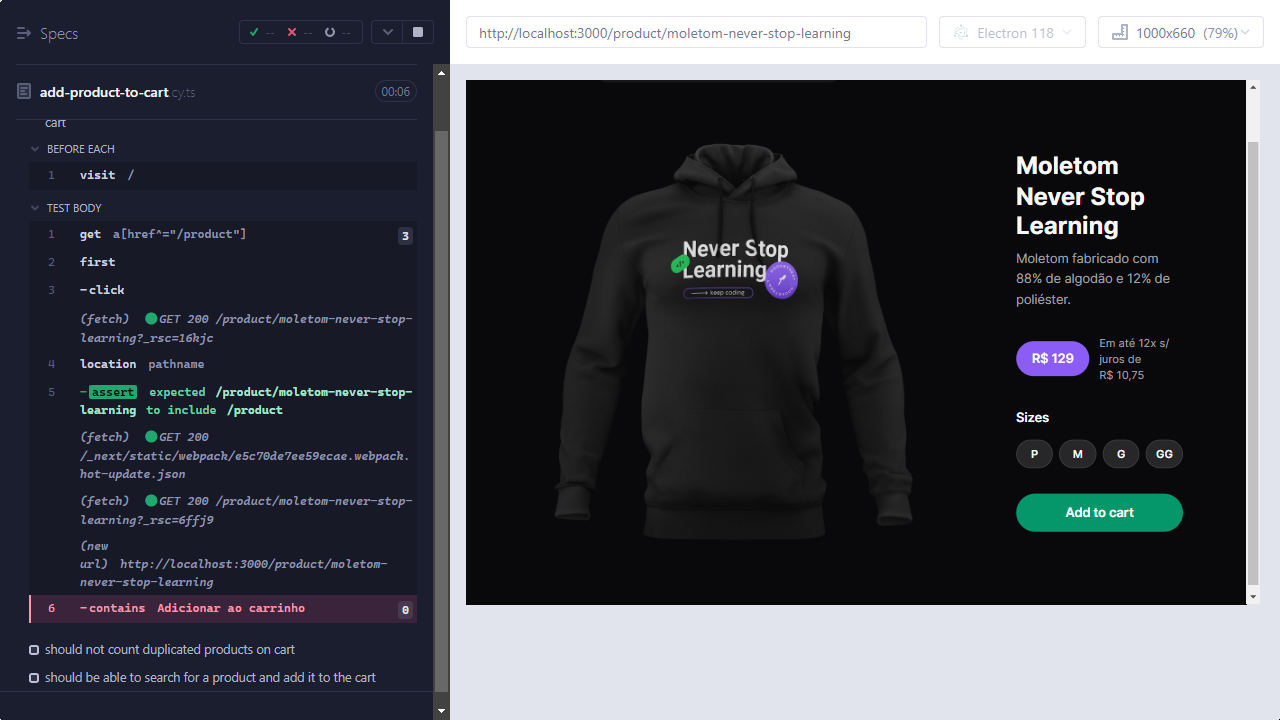 Specs
--
--
--
add-product-to-cart.cy.ts
00:06
cart
BEFORE EACH
1 visit /
TEST BODY
1 get a[href^="/product"] 3
2 first
3 -click
(fetch) GET 200 /product/moletom-never-stop-
learning?_rsc=16hjc
4 location pathname
5 -assert expected /product/moletom-never-stop-
learning to include /product
(fetch) GET 200
/_next/static/webpack/e5c70de7ee59ecae.webpack.
hot-update.json
(fetch) GET 200 /product/moletom-never-stop-
learning?_rsc=6ffj9
(new
url) http://localhost:3000/product/moletom-
never-stop-learning
6 -contains Adicionar ao carrinho 0
should not count duplicated products on cart
should be able to search for a product and add it to the cart
http://localhost:3000/product/moletom-never-stop-learning
Electron 118
1000x660 (79%)
Never Stop
Learning
keep coding
Moletom
Never Stop
Learning
Moletom fabricado com
88% de algodão e 12% de
poliéster.
R$ 129
Em até 12x s/
juros de
R$ 10,75
Sizes
P
M
G
GG
Add to cart